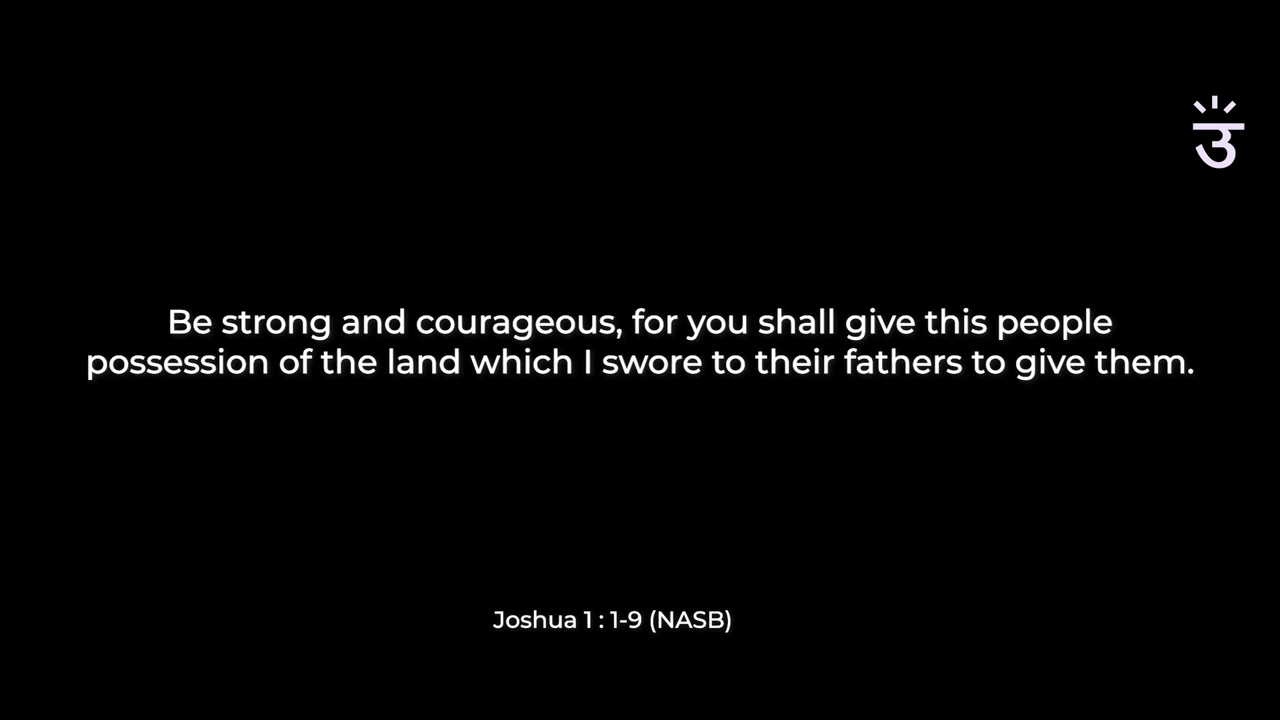 उ
Be strong and courageous, for you shall give this people
possession of the land which I swore to their fathers to give them.
Joshua 1 : 1-9 (NASB)